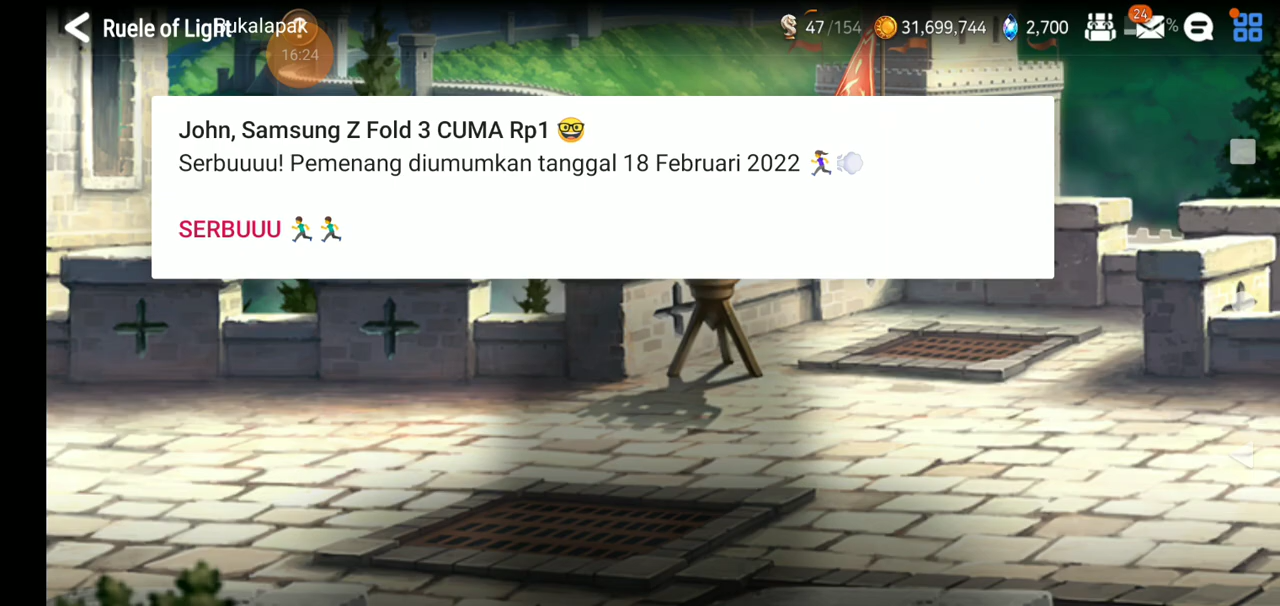 Ruele of Light
Bukalapak
16:24
47/154
31,699,744
2,700
24
%
John, Samsung Z Fold 3 CUMA Rp1 🤓
Serbuuuu! Pemenang diumumkan tanggal 18 Februari 2022 🏃‍♀️💨
SERBUUU 🏃‍♂️🏃‍♂️